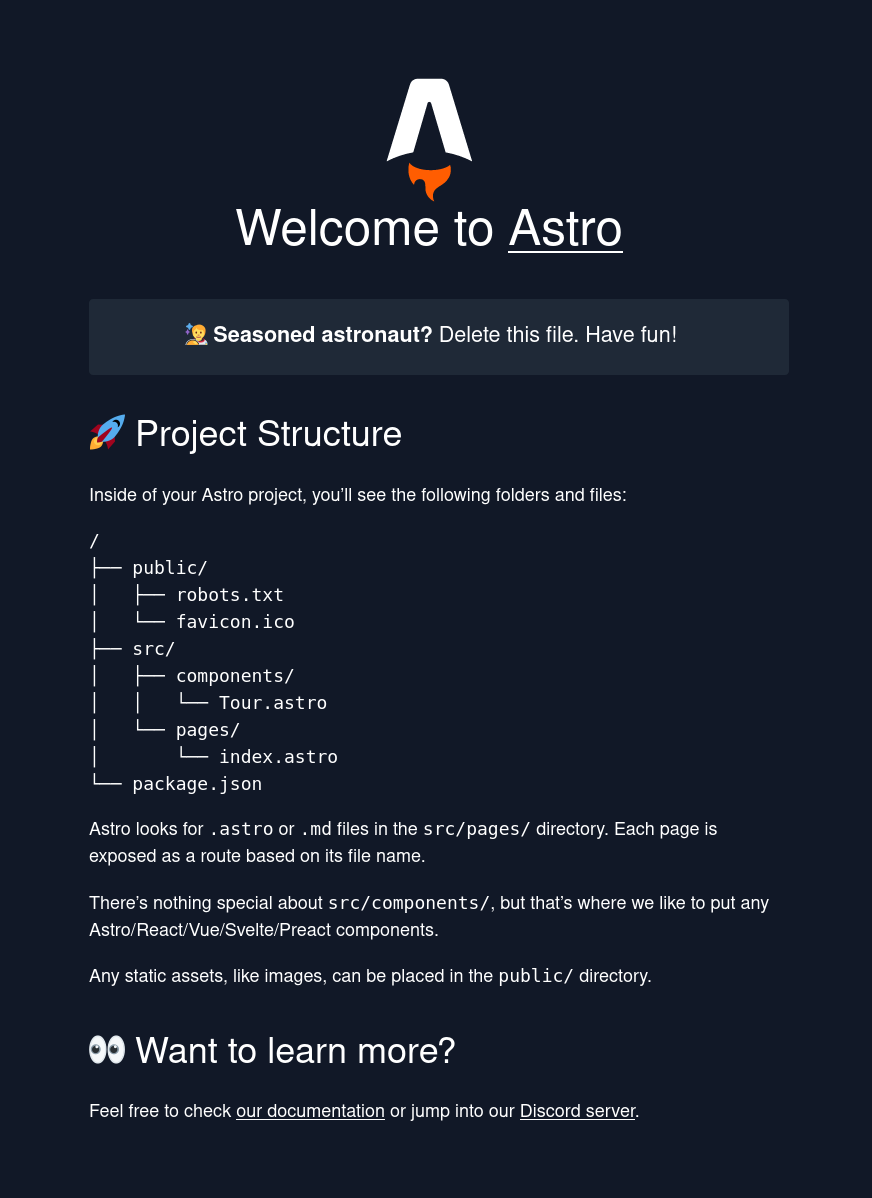 Welcome to Astro
🧑‍🚀 Seasoned astronaut? Delete this file. Have fun!
🚀 Project Structure
Inside of your Astro project, you’ll see the following folders and files:
/
├── public/
│   ├── robots.txt
│   └── favicon.ico
├── src/
│   ├── components/
│   │   └── Tour.astro
│   └── pages/
│       └── index.astro
└── package.json
Astro looks for .astro or .md files in the src/pages/ directory. Each page is
exposed as a route based on its file name.
There’s nothing special about src/components/, but that’s where we like to put any
Astro/React/Vue/Svelte/Preact components.
Any static assets, like images, can be placed in the public/ directory.
👀 Want to learn more?
Feel free to check our documentation or jump into our Discord server.